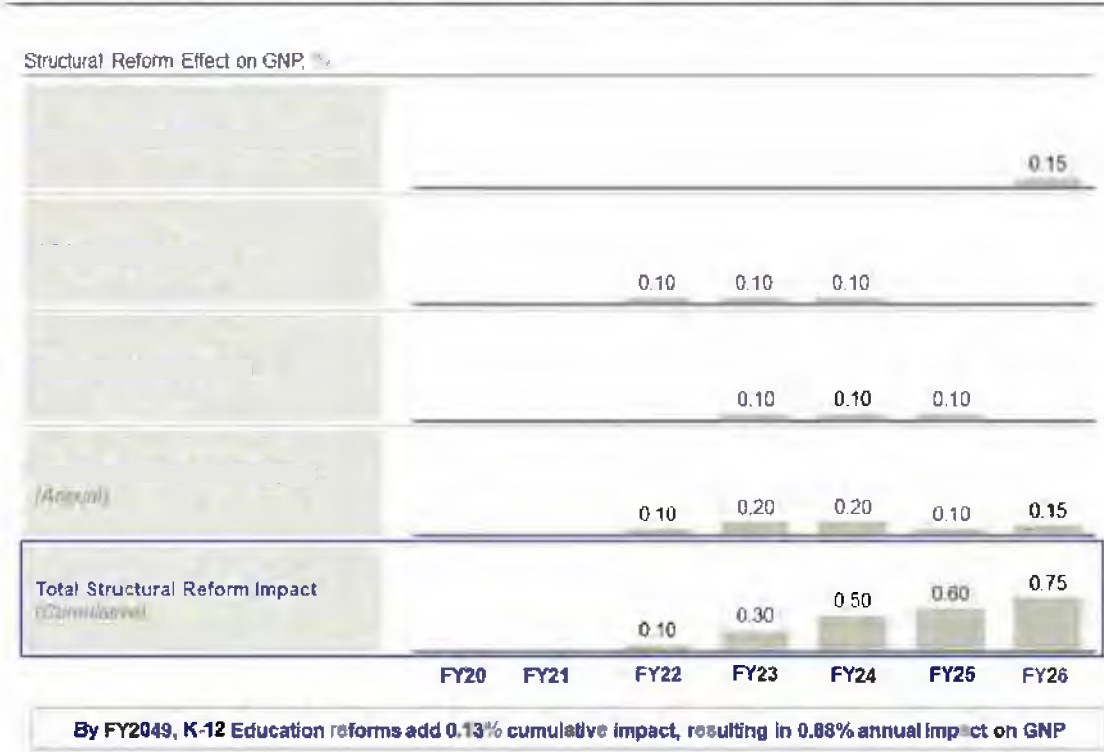 Structural Reform Effect on GNP, %
0.15
0.10 0.10 0.10
0.10 0.10 0.10
(Annual)
0.10 0.20 0.20 0.10 0.15
Total Structural Reform Impact
(Cumulative)
0.10 0.30 0.50 0.60 0.75
FY20 FY21 FY22 FY23 FY24 FY25 FY26
By FY2049, K-12 Education reforms add 0.13% cumulative impact, resulting in 0.88% annual impact on GNP